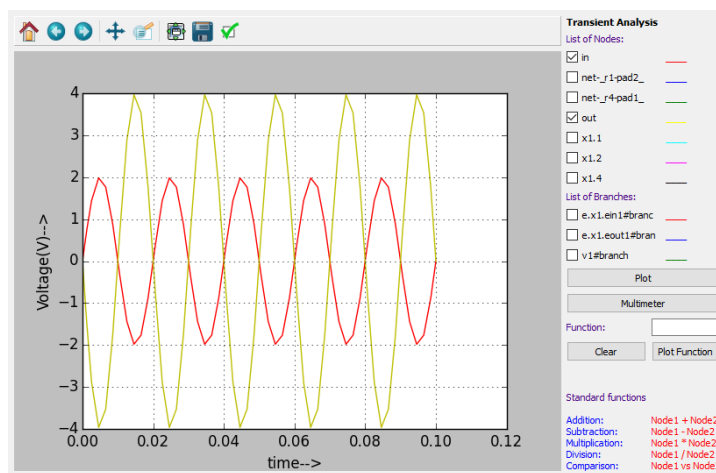 Transient Analysis
List of Nodes:
in
net-_r1-pad2_
net-_r4-pad1_
out
x1.1
x1.2
x1.4
List of Branches:
e.x1.ein1#branc
e.x1.eout1#bran
v1#branch
Plot
Multimeter
Function:
Clear Plot Function
Standard functions
Addition: Node1 + Node2
Subtraction: Node1 - Node2
Multiplication: Node1 * Node2
Division: Node1 / Node2
Comparison: Node1 vs Node
4
3
2
1
0
−1
−2
−3
−4
Voltage(V)-->
0.00 0.02 0.04 0.06 0.08 0.10 0.12
time-->